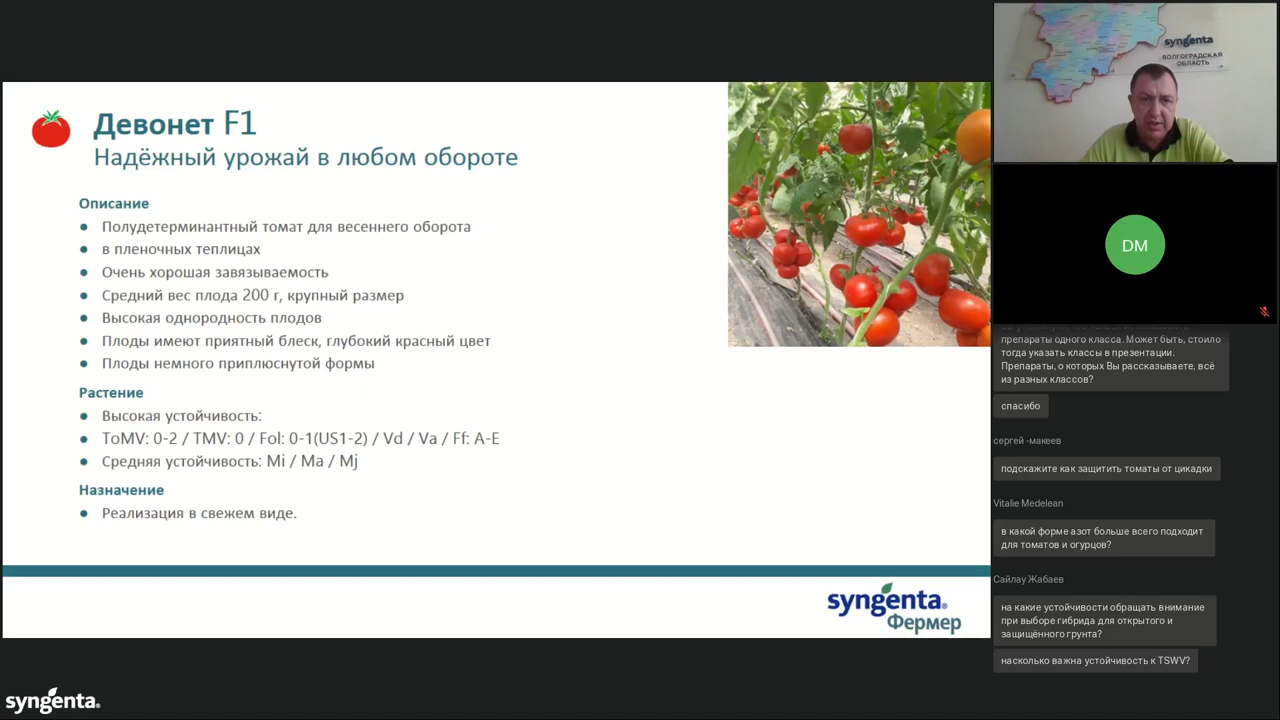 Девонет F1
Надёжный урожай в любом обороте
Описание
Полудетерминантный томат для весеннего оборота
в пленочных теплицах
Очень хорошая завязываемость
Средний вес плода 200 г, крупный размер
Высокая однородность плодов
Плоды имеют приятный блеск, глубокий красный цвет
Плоды немного приплюснутой формы
Растение
Высокая устойчивость:
ToMV: 0-2 / TMV: 0 / Fol: 0-1(US1-2) / Vd / Va / Ff: A-E
Средняя устойчивость: Mi / Ma / Mj
Назначение
Реализация в свежем виде.
syngenta®
Фермер
syngenta®
syngenta
ВОЛГОГРАДСКАЯ
ОБЛАСТЬ
DM
препараты одного класса. Может быть, стоило
тогда указать классы в презентации.
Препараты, о которых Вы рассказываете, всё
из разных классов?
спасибо
сергей -макеев
подскажите как защитить томаты от цикадки
Vitalie Medelean
в какой форме азот больше всего подходит
для томатов и огурцов?
Сайлау Жабаев
на какие устойчивости обращать внимание
при выборе гибрида для открытого и
защищённого грунта?
насколько важна устойчивость к TSWV?